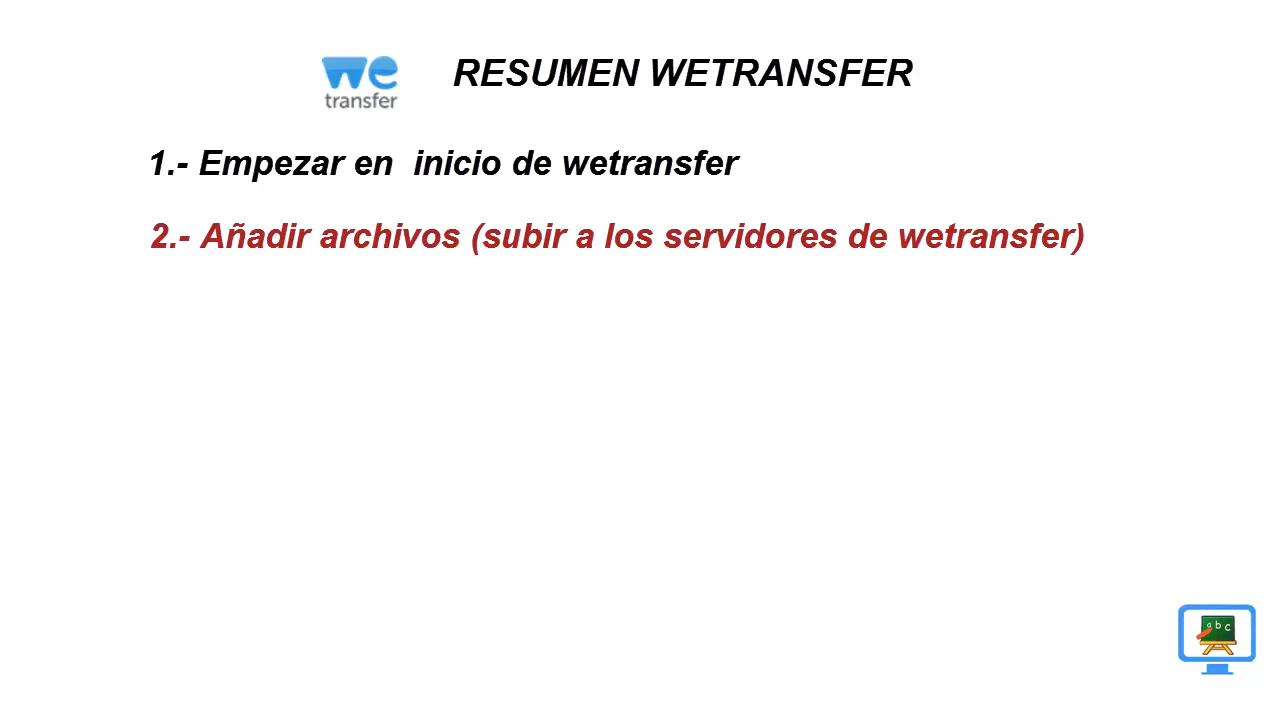 we
transfer
RESUMEN WETRANSFER
1.- Empezar en  inicio de wetransfer
2.- Añadir archivos (subir a los servidores de wetransfer)
a b c